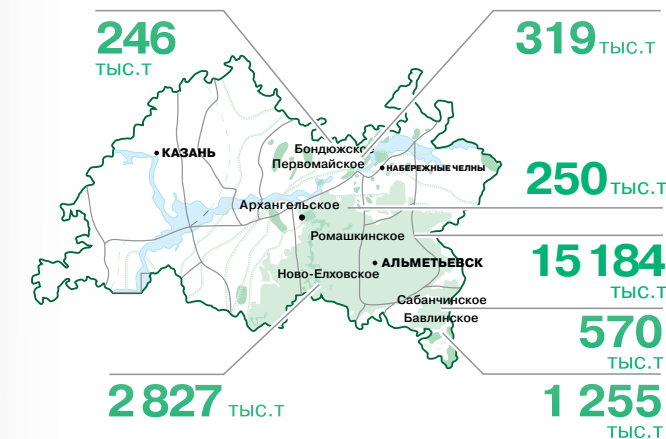 246
тыс.т
319 тыс.т
Бондюжское
Первомайское
КАЗАНЬ
НАБЕРЕЖНЫЕ ЧЕЛНЫ
250 тыс.т
Архангельское
Ромашкинское
15 184
тыс.т
АЛЬМЕТЬЕВСК
Ново-Елховское
Сабанчинское
Бавлинское
570
тыс.т
2 827 тыс.т
1 255
тыс.т